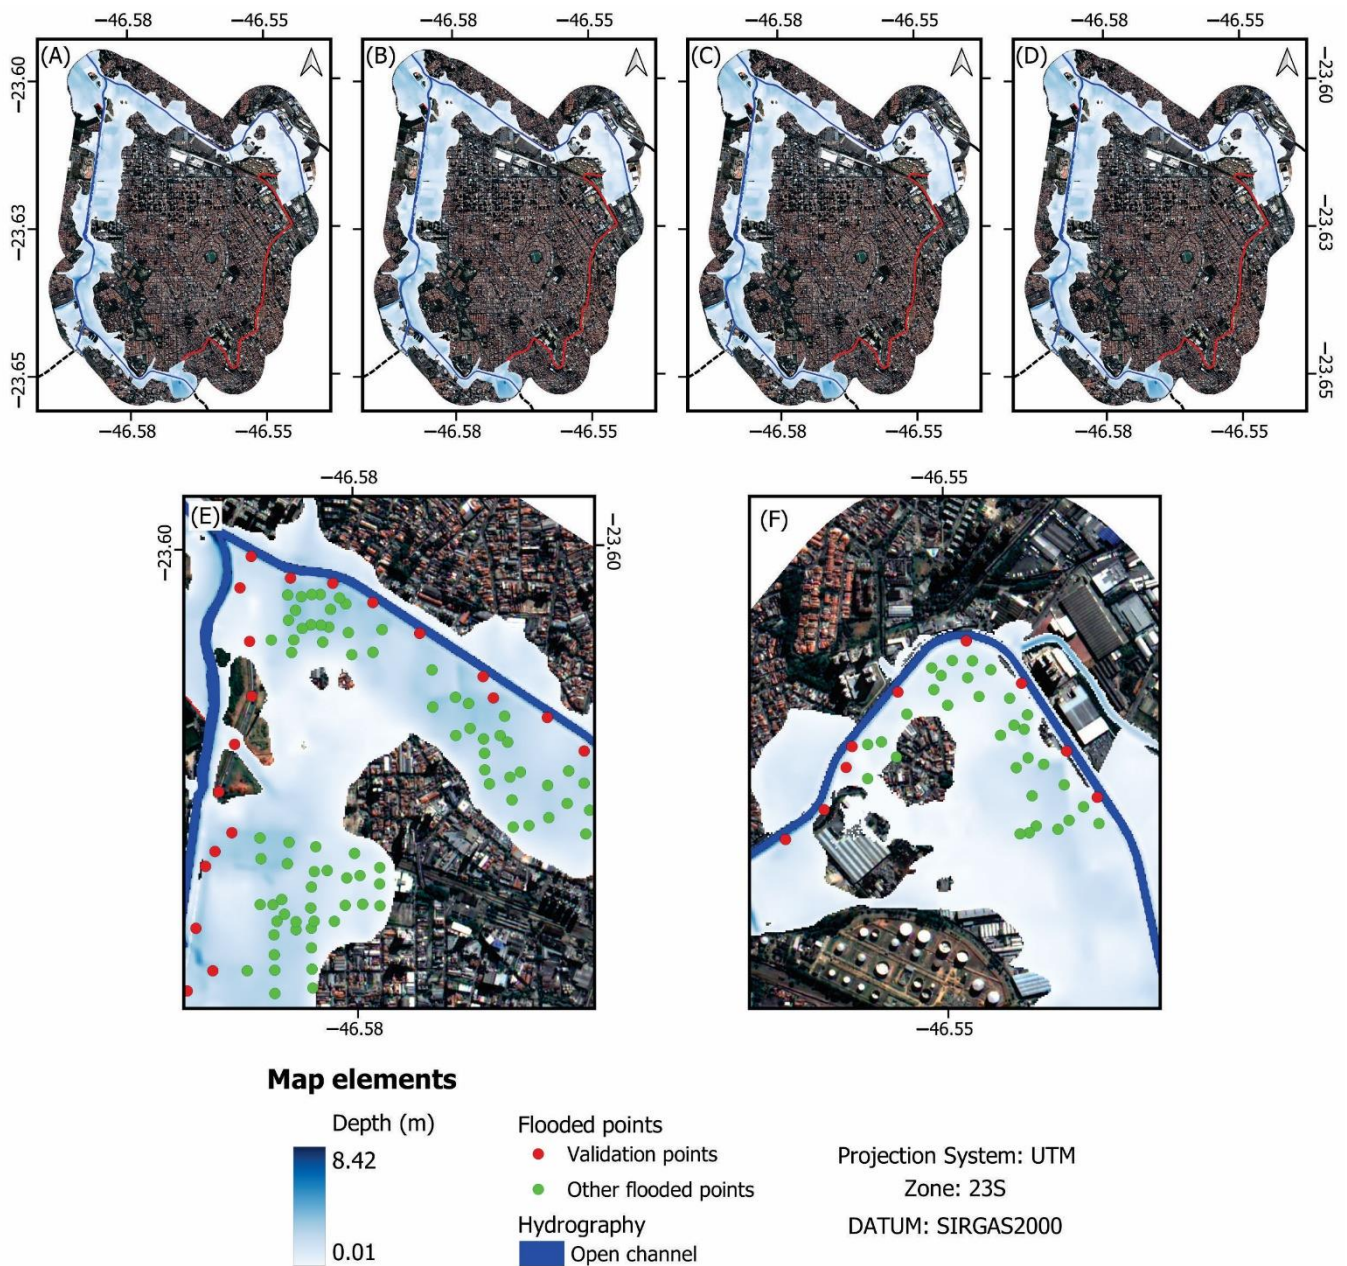 −46.58 −46.55 −46.58 −46.55 −46.58 −46.55 −46.58 −46.55
(A) (B) (C) (D)
−23.60 −23.60
−23.63 −23.63
−23.65 −23.65
−46.58 −46.55 −46.58 −46.55 −46.58 −46.55 −46.58 −46.55
−46.58 −46.55
(E) (F)
−23.60 −23.60
−46.58 −46.55
Map elements
Depth (m)
8.42
0.01
Flooded points
Validation points
Other flooded points
Hydrography
Open channel
Projection System: UTM
Zone: 23S
DATUM: SIRGAS2000